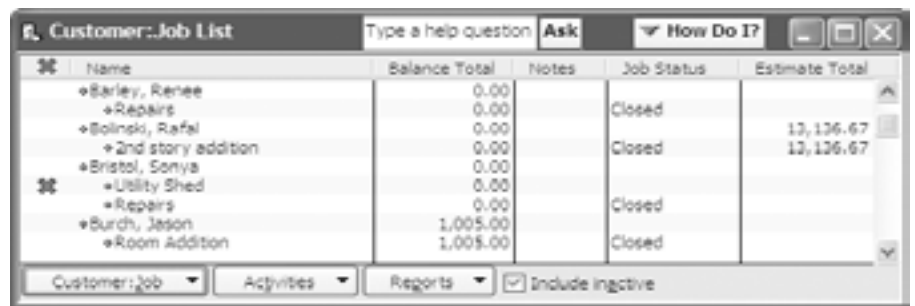 Customer:Job List Type a help question Ask How Do I?
Name Balance Total Notes Job Status Estimate Total
Barley, Renee 0.00
Repairs 0.00 Closed
Bolinski, Rafal 0.00 13,136.67
2nd story addition 0.00 Closed 13,136.67
Bristol, Sonya 0.00
Utility Shed 0.00
Repairs 0.00 Closed
Burch, Jason 1,005.00
Room Addition 1,005.00 Closed
Customer:Job Activities Reports Include inactive